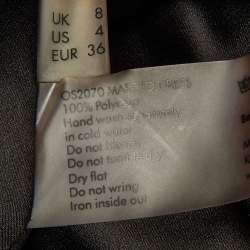 UK 8
US 4
EUR 36
OS2070
100% Polyester
Hand wash separately
in cold water
Do not
Do not
Dry flat
Do not wring
Iron inside out